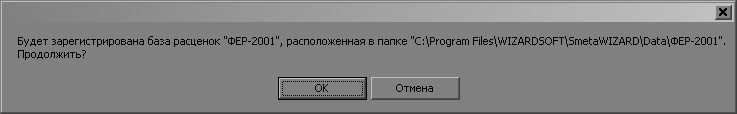 Будет зарегистрирована база расценок "ФЕР-2001", расположенная в папке "C:\Program Files\WIZARDSOFT\SmetaWIZARD\Data\ФЕР-2001".
Продолжить?
OK Отмена